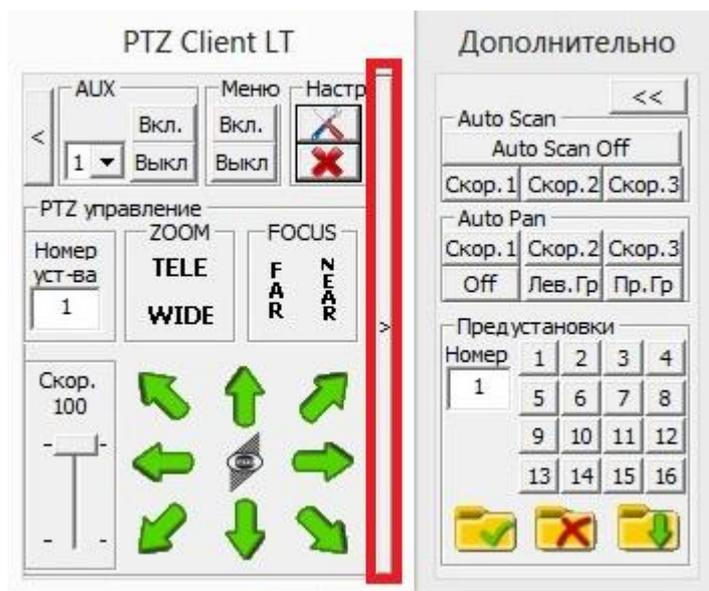 PTZ Client LT
AUX
Меню
Настр
<
Вкл.
Вкл.
1
Выкл
Выкл
PTZ управление
Номер
уст-ва
1
ZOOM
TELE
WIDE
FOCUS
FAR
NEAR
>
Скор.
100
Дополнительно
<<
Auto Scan
Auto Scan Off
Скор.1 Скор.2 Скор.3
Auto Pan
Скор.1 Скор.2 Скор.3
Off Лев.Гр Пр.Гр
Предустановки
Номер
1
1 2 3 4
5 6 7 8
9 10 11 12
13 14 15 16